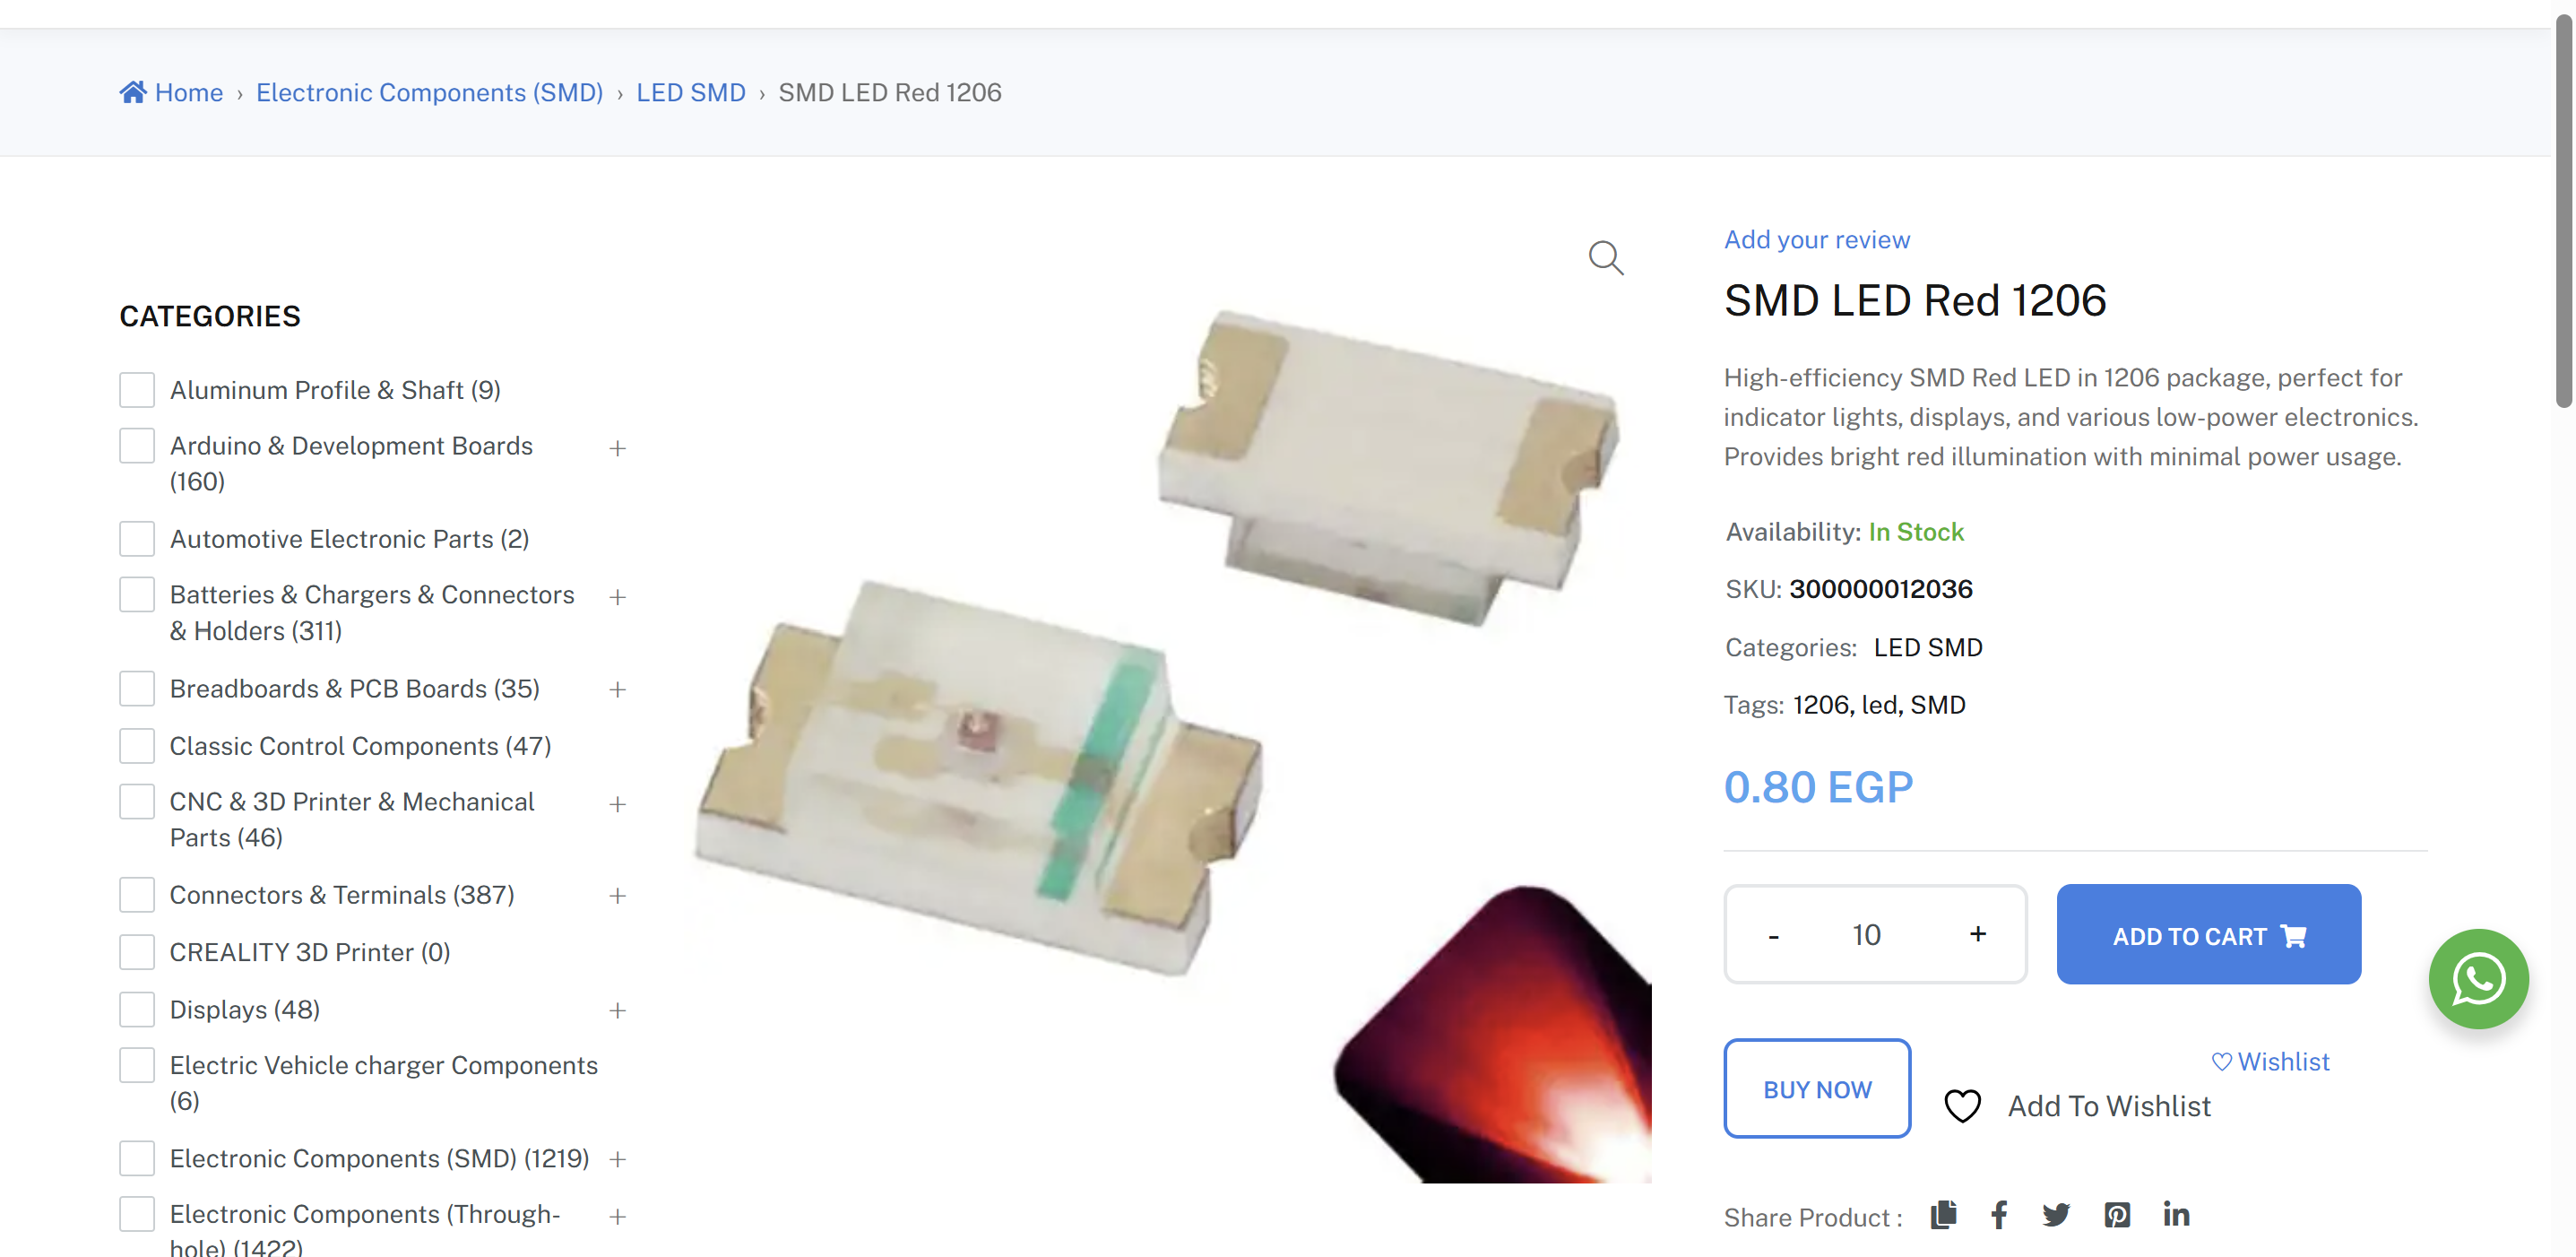 Home › Electronic Components (SMD) › LED SMD › SMD LED Red 1206
CATEGORIES
Aluminum Profile & Shaft (9)
Arduino & Development Boards
(160)
Automotive Electronic Parts (2)
Batteries & Chargers & Connectors
& Holders (311)
Breadboards & PCB Boards (35)
Classic Control Components (47)
CNC & 3D Printer & Mechanical
Parts (46)
Connectors & Terminals (387)
CREALITY 3D Printer (0)
Displays (48)
Electric Vehicle charger Components
(6)
Electronic Components (SMD) (1219)
Electronic Components (Through-
hole) (1422)
Add your review
SMD LED Red 1206
High-efficiency SMD Red LED in 1206 package, perfect for
indicator lights, displays, and various low-power electronics.
Provides bright red illumination with minimal power usage.
Availability: In Stock
SKU: 300000012036
Categories: LED SMD
Tags: 1206, led, SMD
0.80 EGP
- 10 +
ADD TO CART
BUY NOW
Wishlist
Add To Wishlist
Share Product :